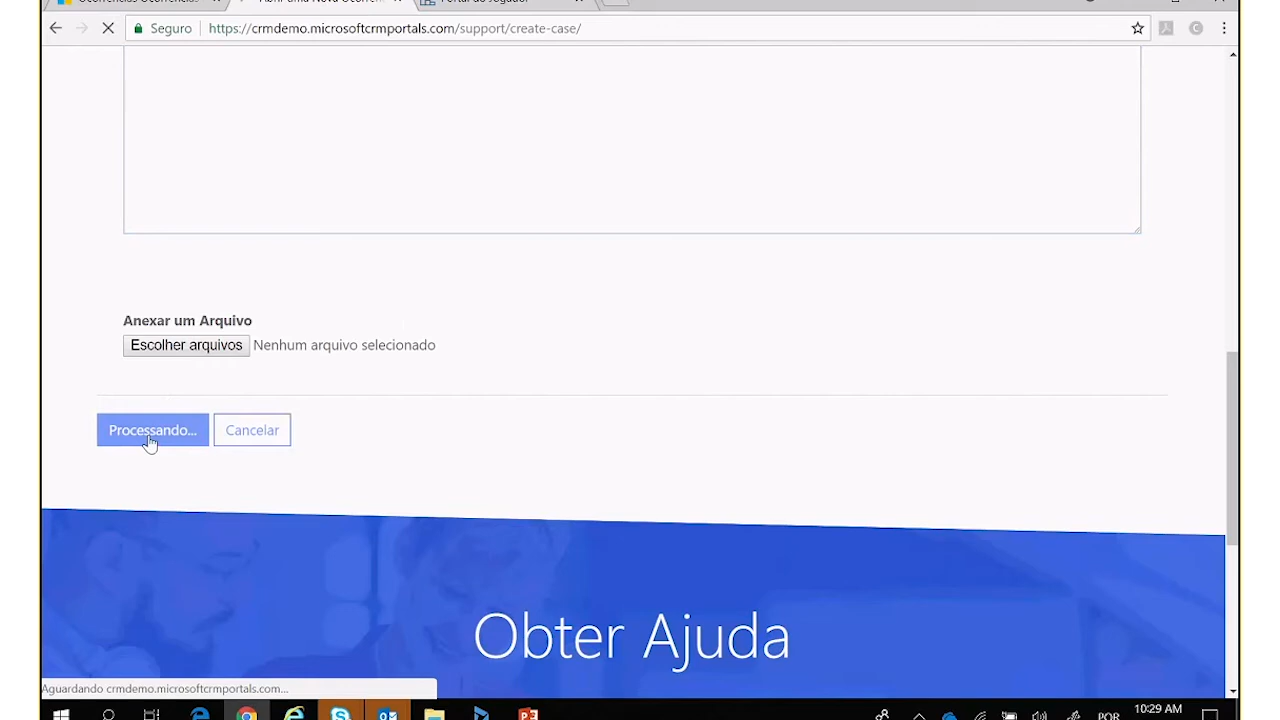 Seguro
https://crmdemo.microsoftcrmportals.com/support/create-case/
Anexar um Arquivo
Escolher arquivos Nenhum arquivo selecionado
Processando...
Cancelar
Obter Ajuda
Aguardando crmdemo.microsoftcrmportals.com...
POR
10:29 AM